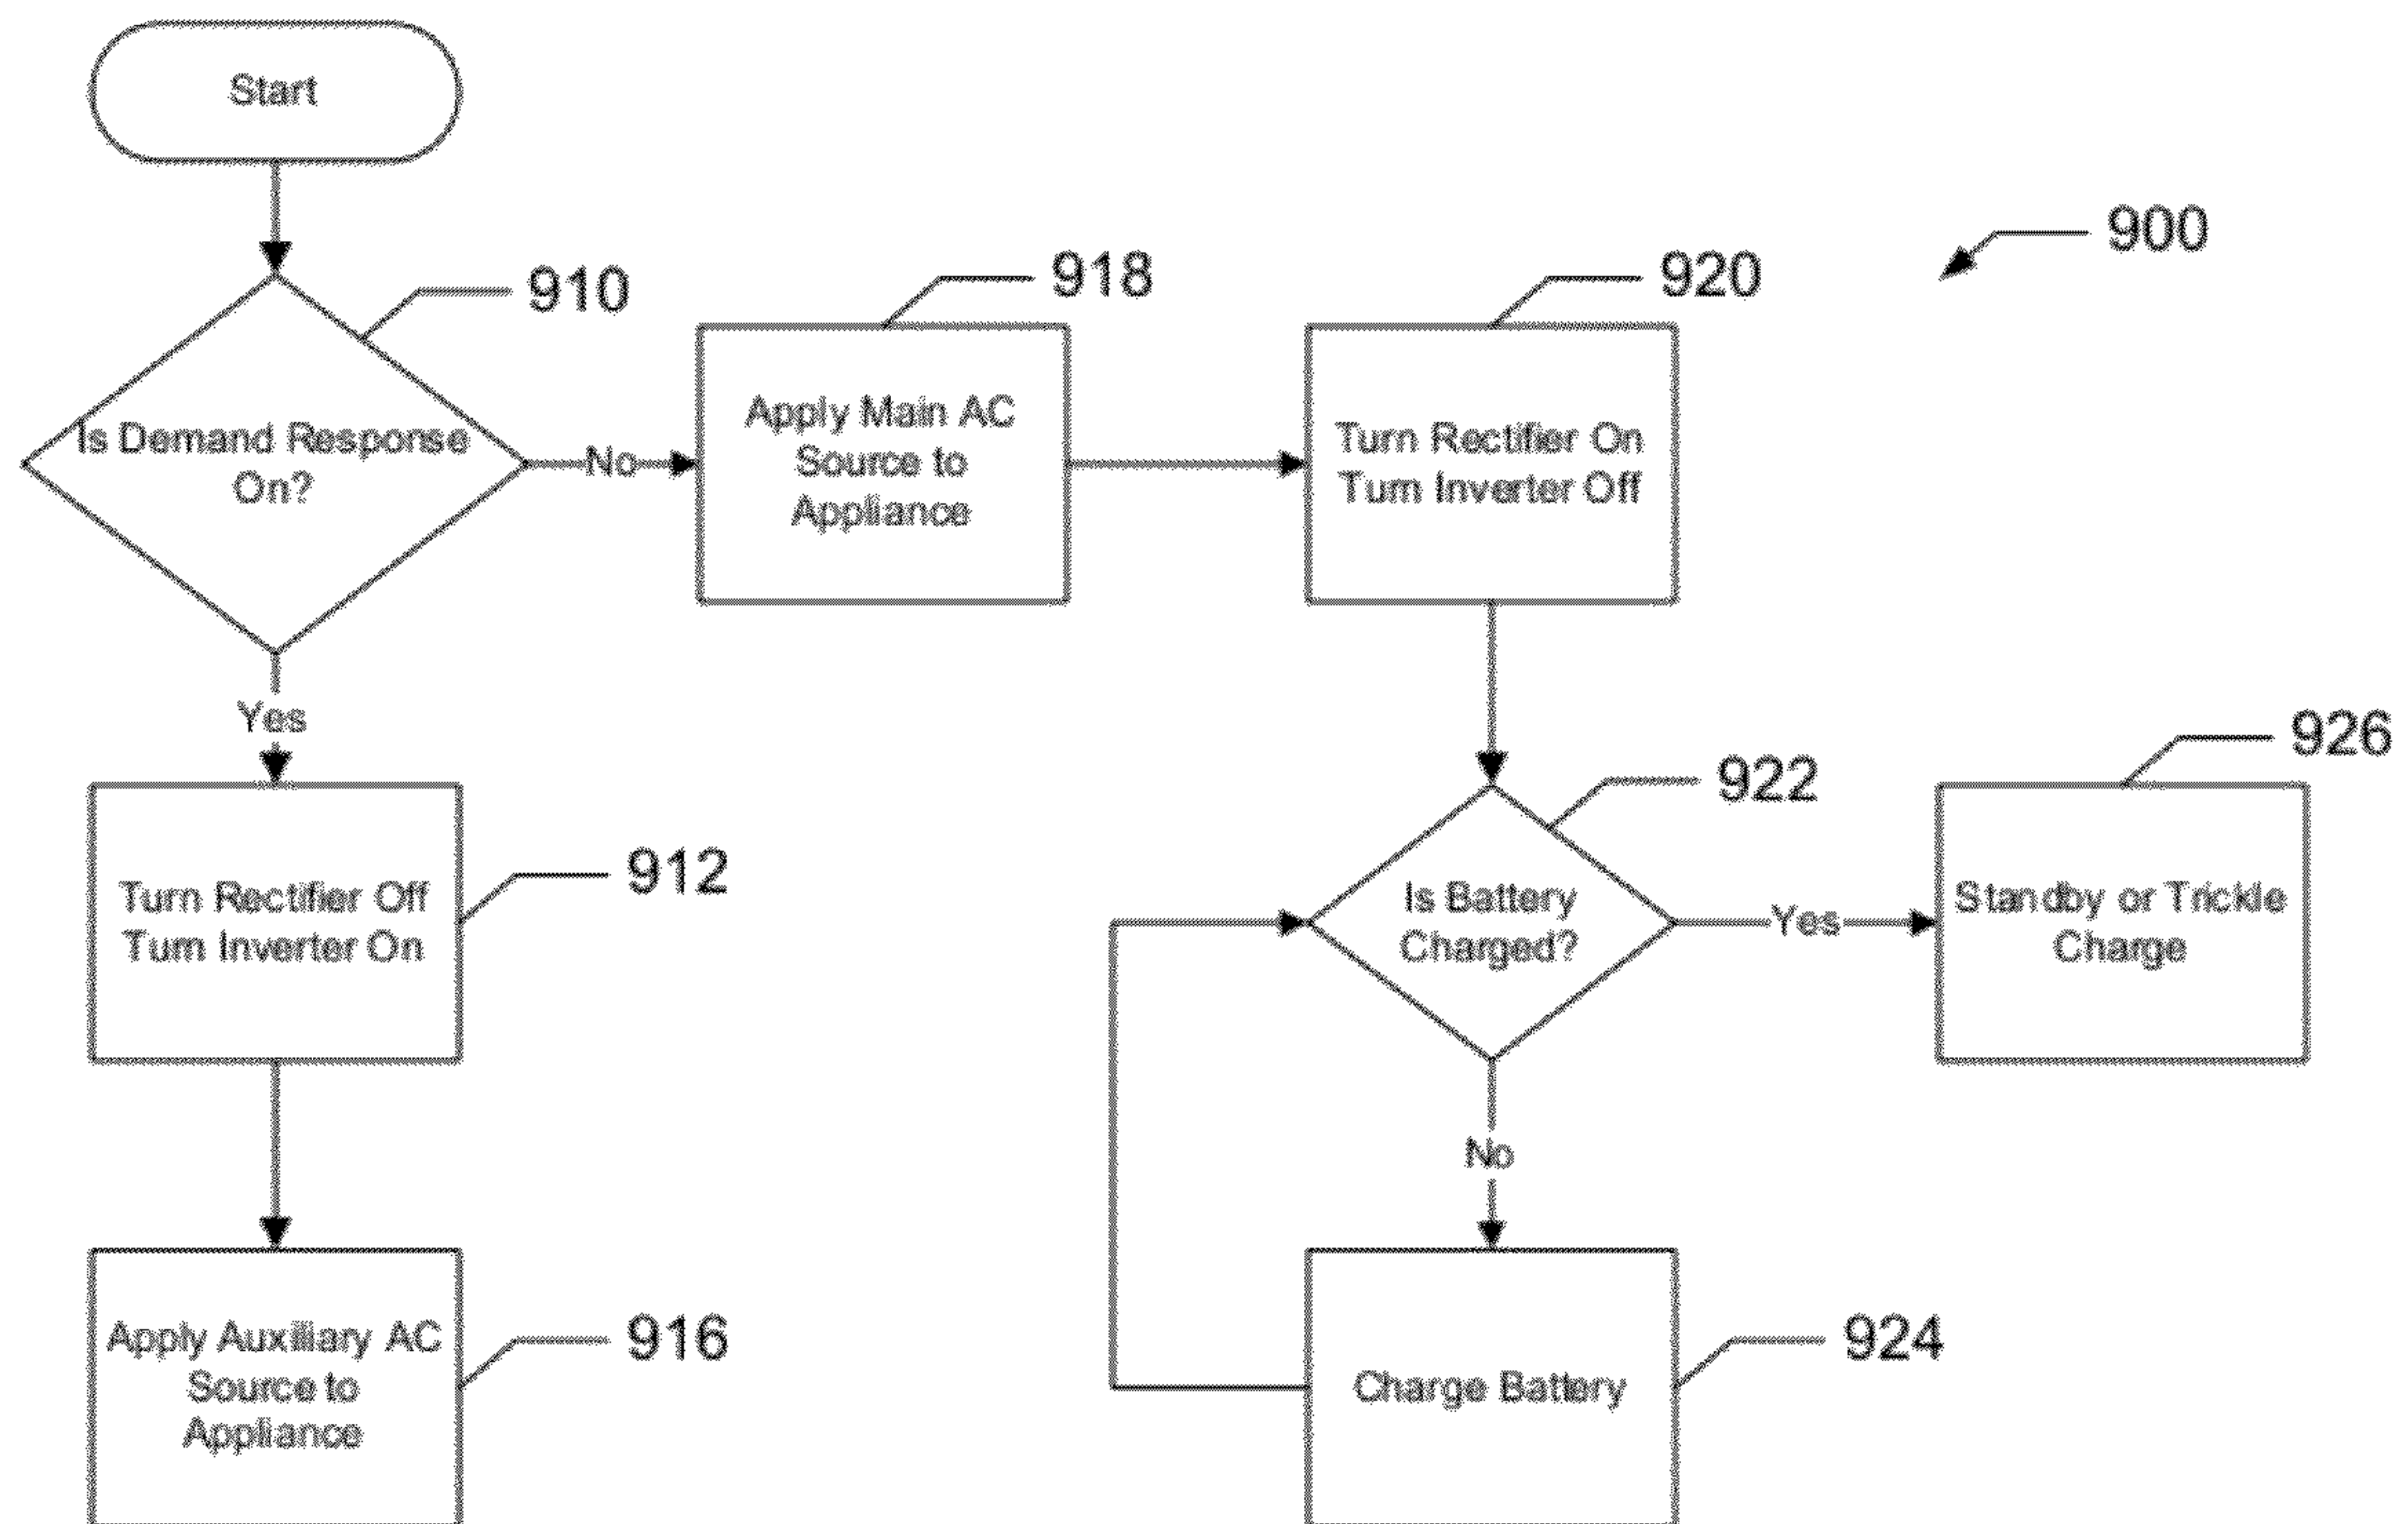 Start
900
910
Is Demand Response
On?
No
918
Apply Main AC
Source to
Appliance
920
Turn Rectifier On
Turn Inverter Off
Yes
912
Turn Rectifier Off
Turn Inverter On
922
Is Battery
Charged?
Yes
926
Standby or Trickle
Charge
No
916
Apply Auxiliary AC
Source to
Appliance
924
Charge Battery